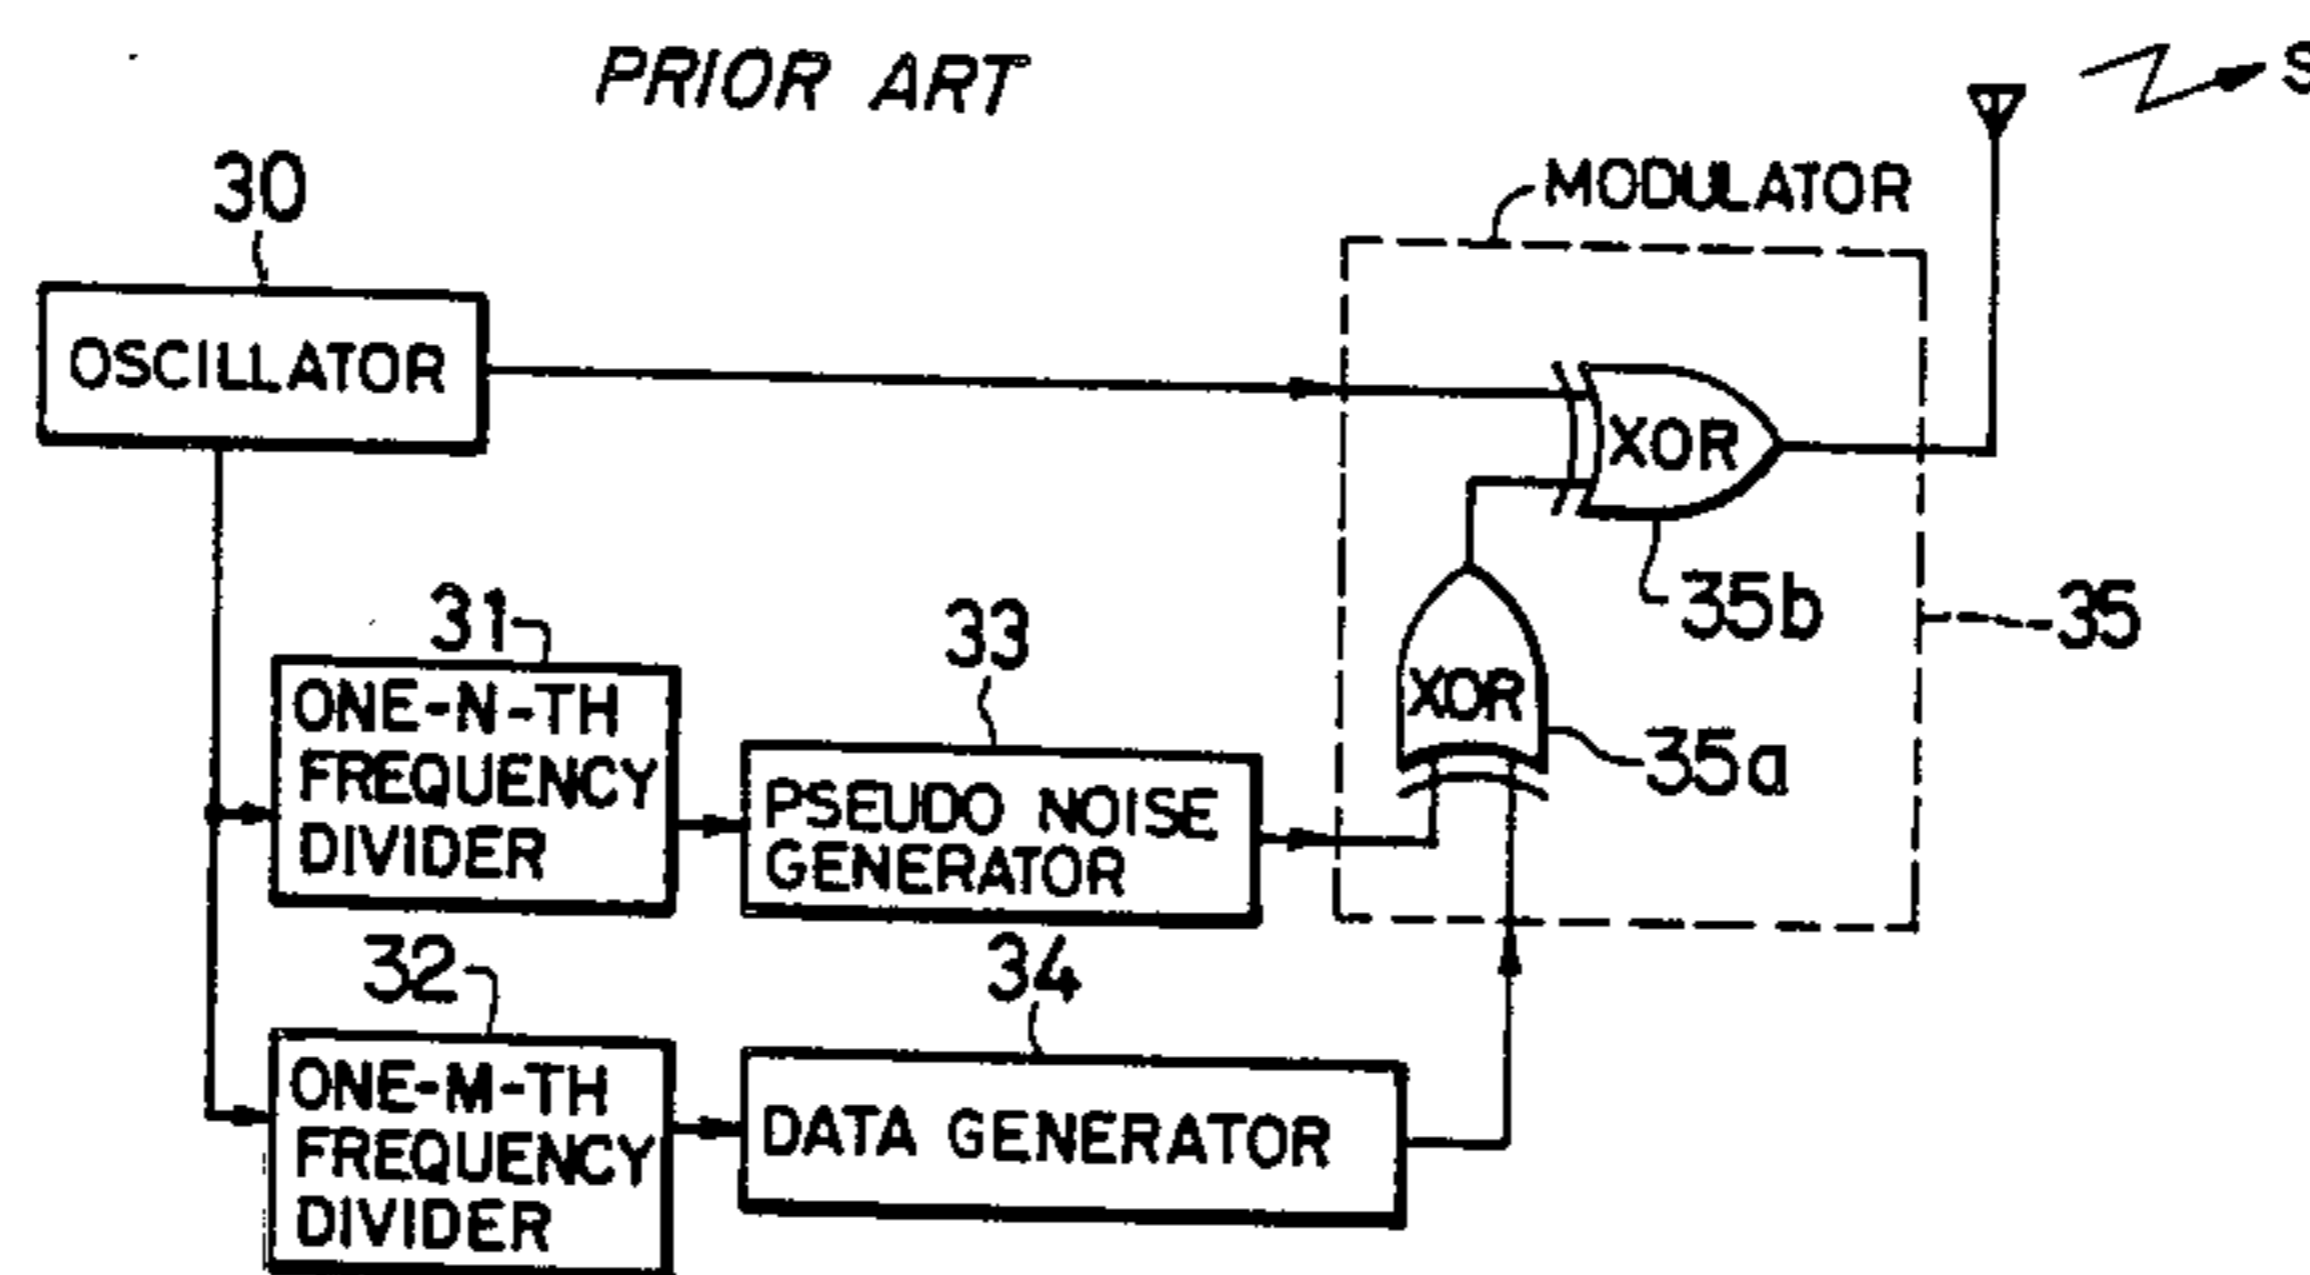 PRIOR ART
S
30
MODULATOR
OSCILLATOR
XOR
35b
35
31
33
ONE-N-TH
FREQUENCY
DIVIDER
XOR
35a
PSEUDO NOISE
GENERATOR
32
34
ONE-M-TH
FREQUENCY
DIVIDER
DATA GENERATOR